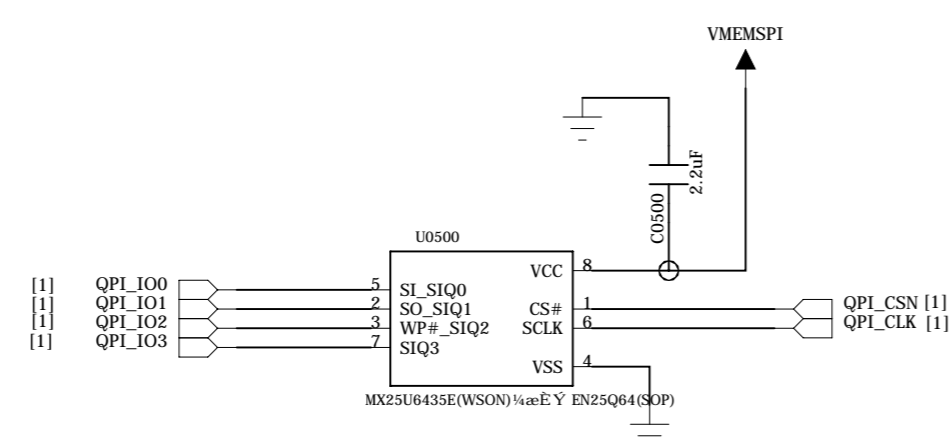 VMEMSPI
2.2uF
C0500
U0500
VCC 8
[1] QPI_IO0 5 SI_SIQ0
[1] QPI_IO1 2 SO_SIQ1 CS# 1 QPI_CSN [1]
[1] QPI_IO2 3 WP#_SIQ2 SCLK 6 QPI_CLK [1]
[1] QPI_IO3 7 SIQ3
VSS 4
MX25U6435E(WSON)¼æÈÝ EN25Q64(SOP)